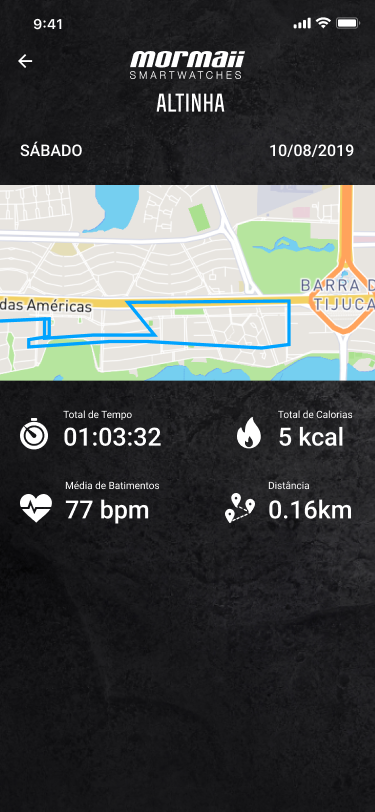 9:41
mormaii
SMARTWATCHES
ALTINHA
SÁBADO 10/08/2019
BARRA D
TIJUCA
das Américas
Total de Tempo
01:03:32
Total de Calorias
5 kcal
Média de Batimentos
77 bpm
Distância
0.16km